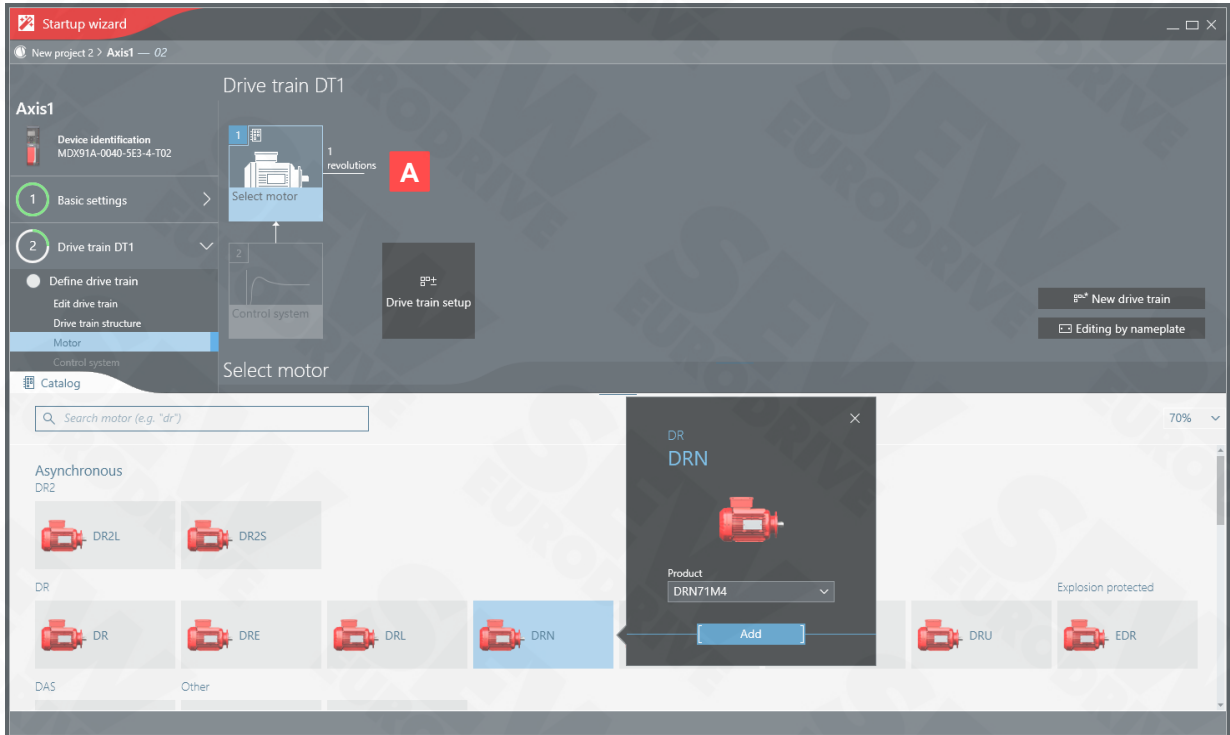 Startup wizard
New project 2 > Axis1 — 02
Axis1
Device identification
MDX91A-0040-5E3-4-T02
1
Basic settings
2
Drive train DT1
Define drive train
Edit drive train
Drive train structure
Motor
Control system
Drive train DT1
1
Select motor
1
revolutions
A
2
Control system
Drive train setup
New drive train
Editing by nameplate
Select motor
Catalog
Search motor (e.g. "dr")
70%
Asynchronous
DR2
DR2L
DR2S
DR
Explosion protected
DR
DRE
DRL
DRN
DRU
EDR
DAS
Other
DR
DRN
Product
DRN71M4
Add
SEW
EURODRIVE